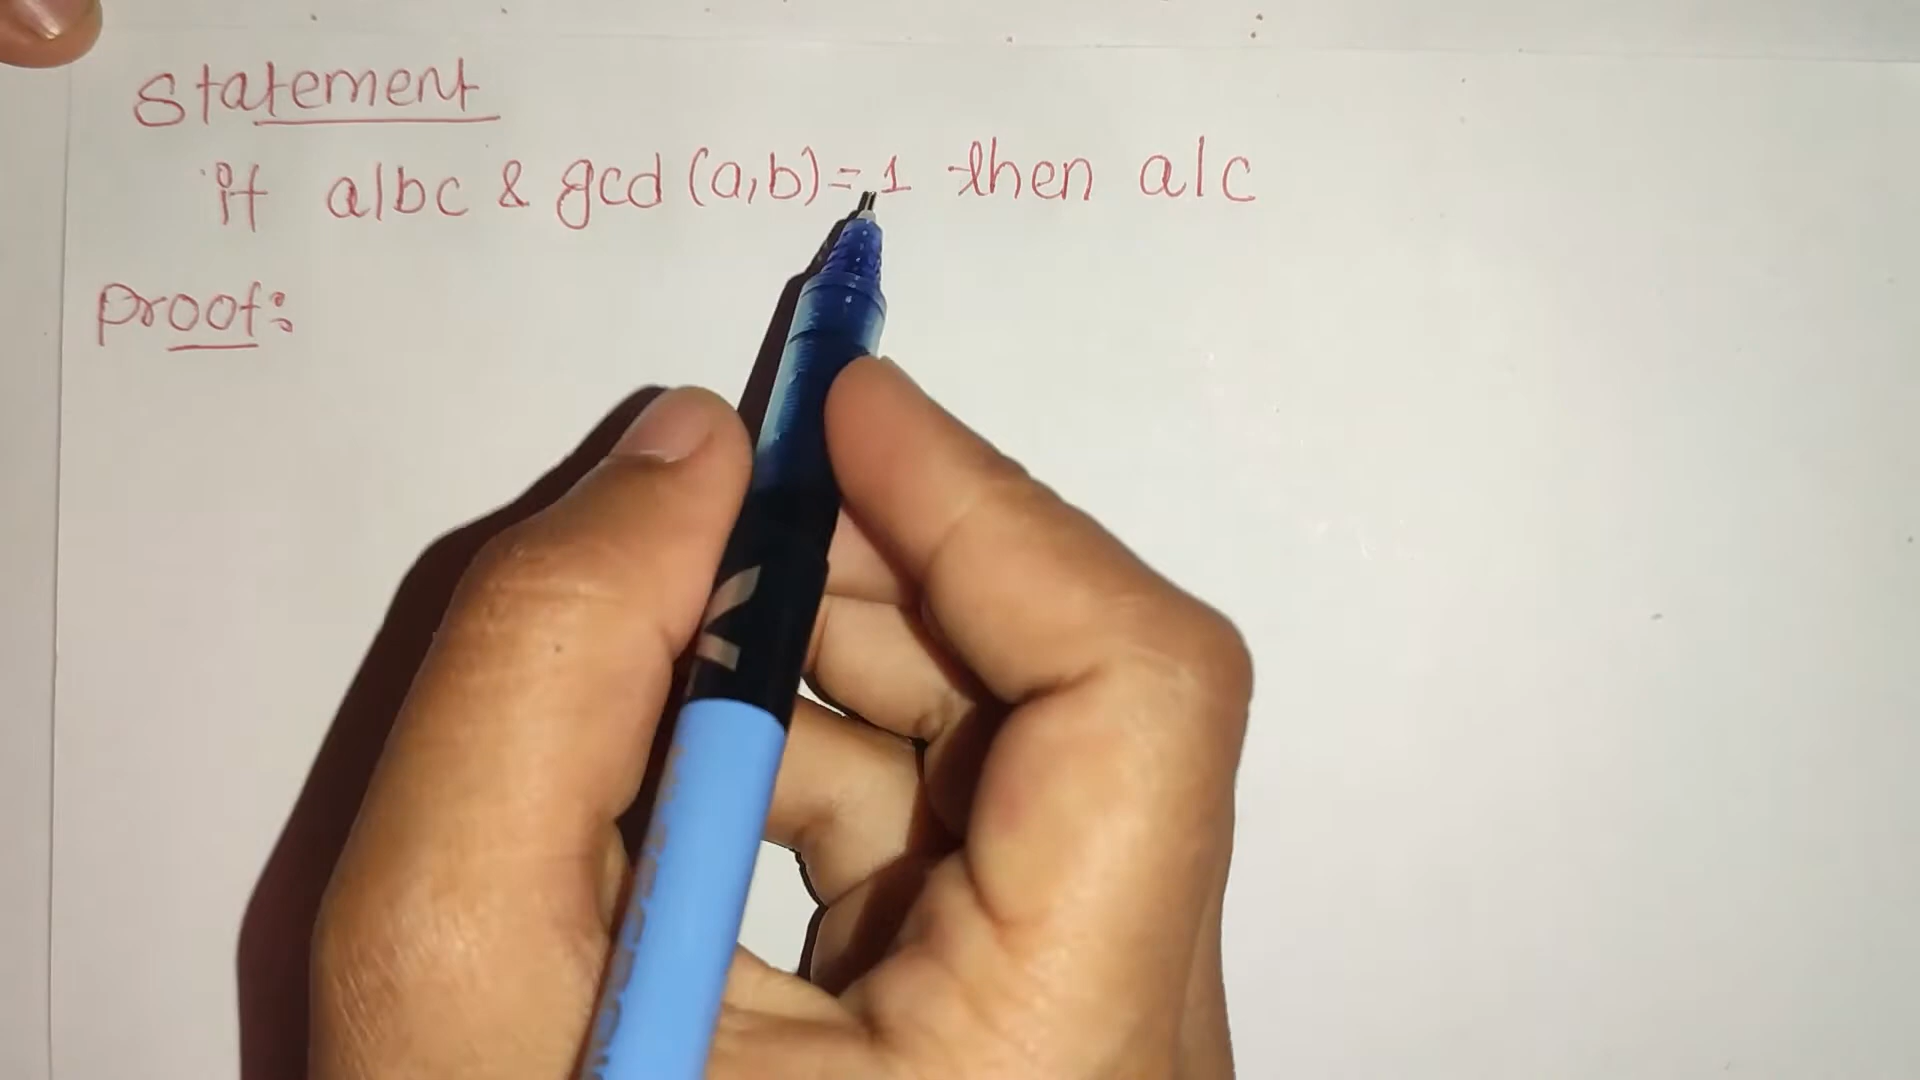 Statement
if a|bc & gcd (a,b)=1 then a|c
Proof: